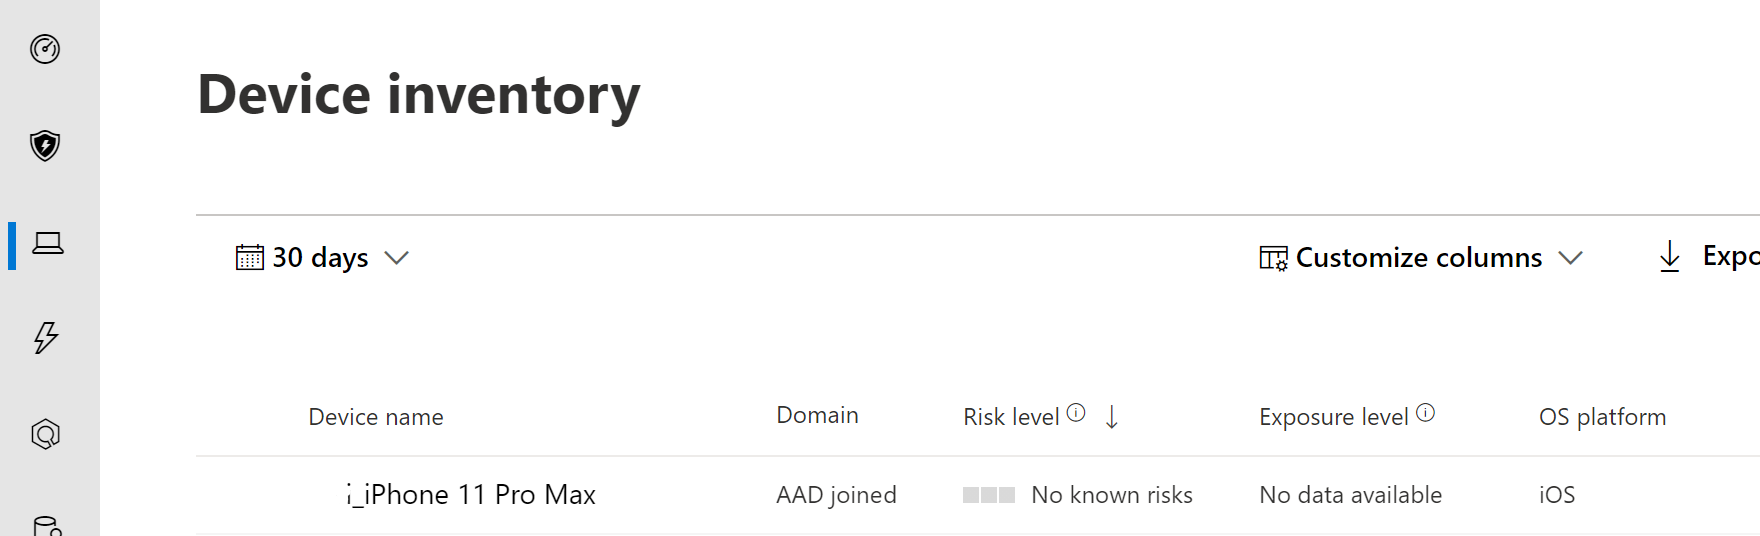 Device inventory
30 days
Customize columns
Expo
Device name Domain Risk level Exposure level OS platform
_iPhone 11 Pro Max AAD joined No known risks No data available iOS